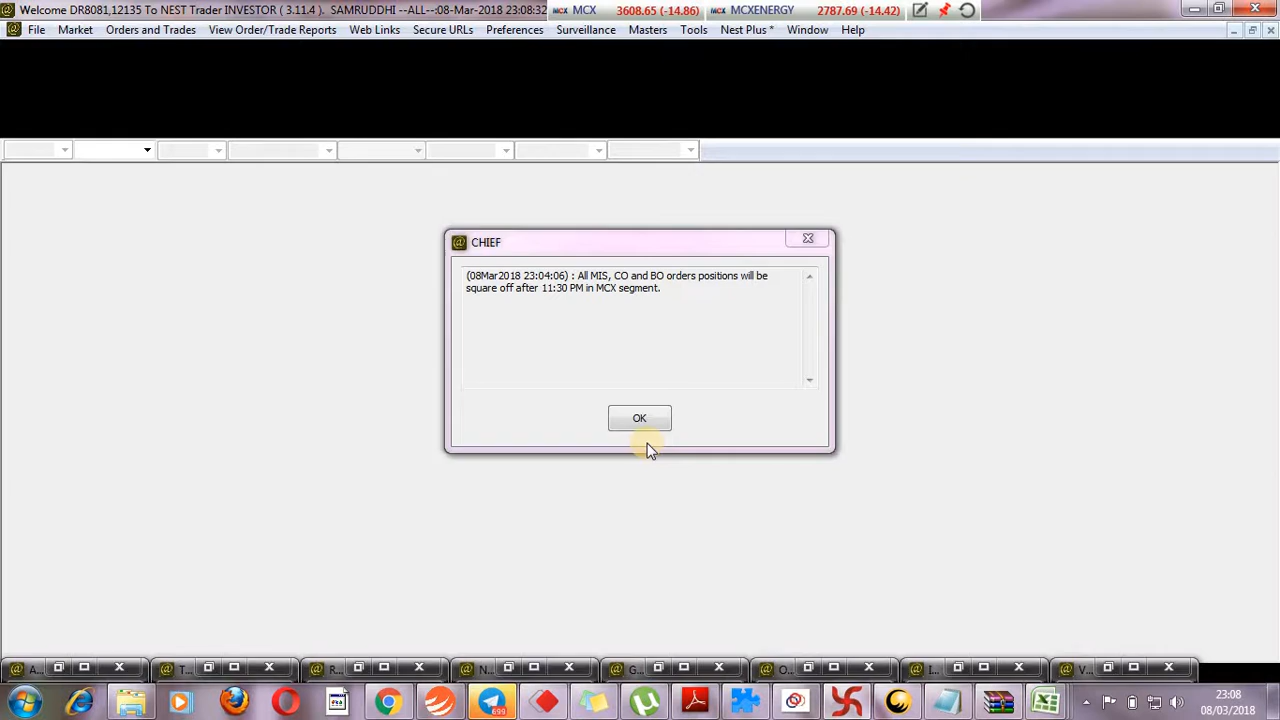 Welcome DR8081,12135 To NEST Trader INVESTOR ( 3.11.4 ). SAMRUDDHI --ALL--:08-Mar-2018 23:08:32
MCX 3608.65 (-14.86) MCXENERGY 2787.69 (-14.42)
File Market Orders and Trades View Order/Trade Reports Web Links Secure URLs Preferences Surveillance Masters Tools Nest Plus * Window Help
CHIEF
(08Mar2018 23:04:06) : All MIS, CO and BO orders positions will be
square off after 11:30 PM in MCX segment.
OK
A... T... R... N... G... O... I... V...
699
23:08
08/03/2018